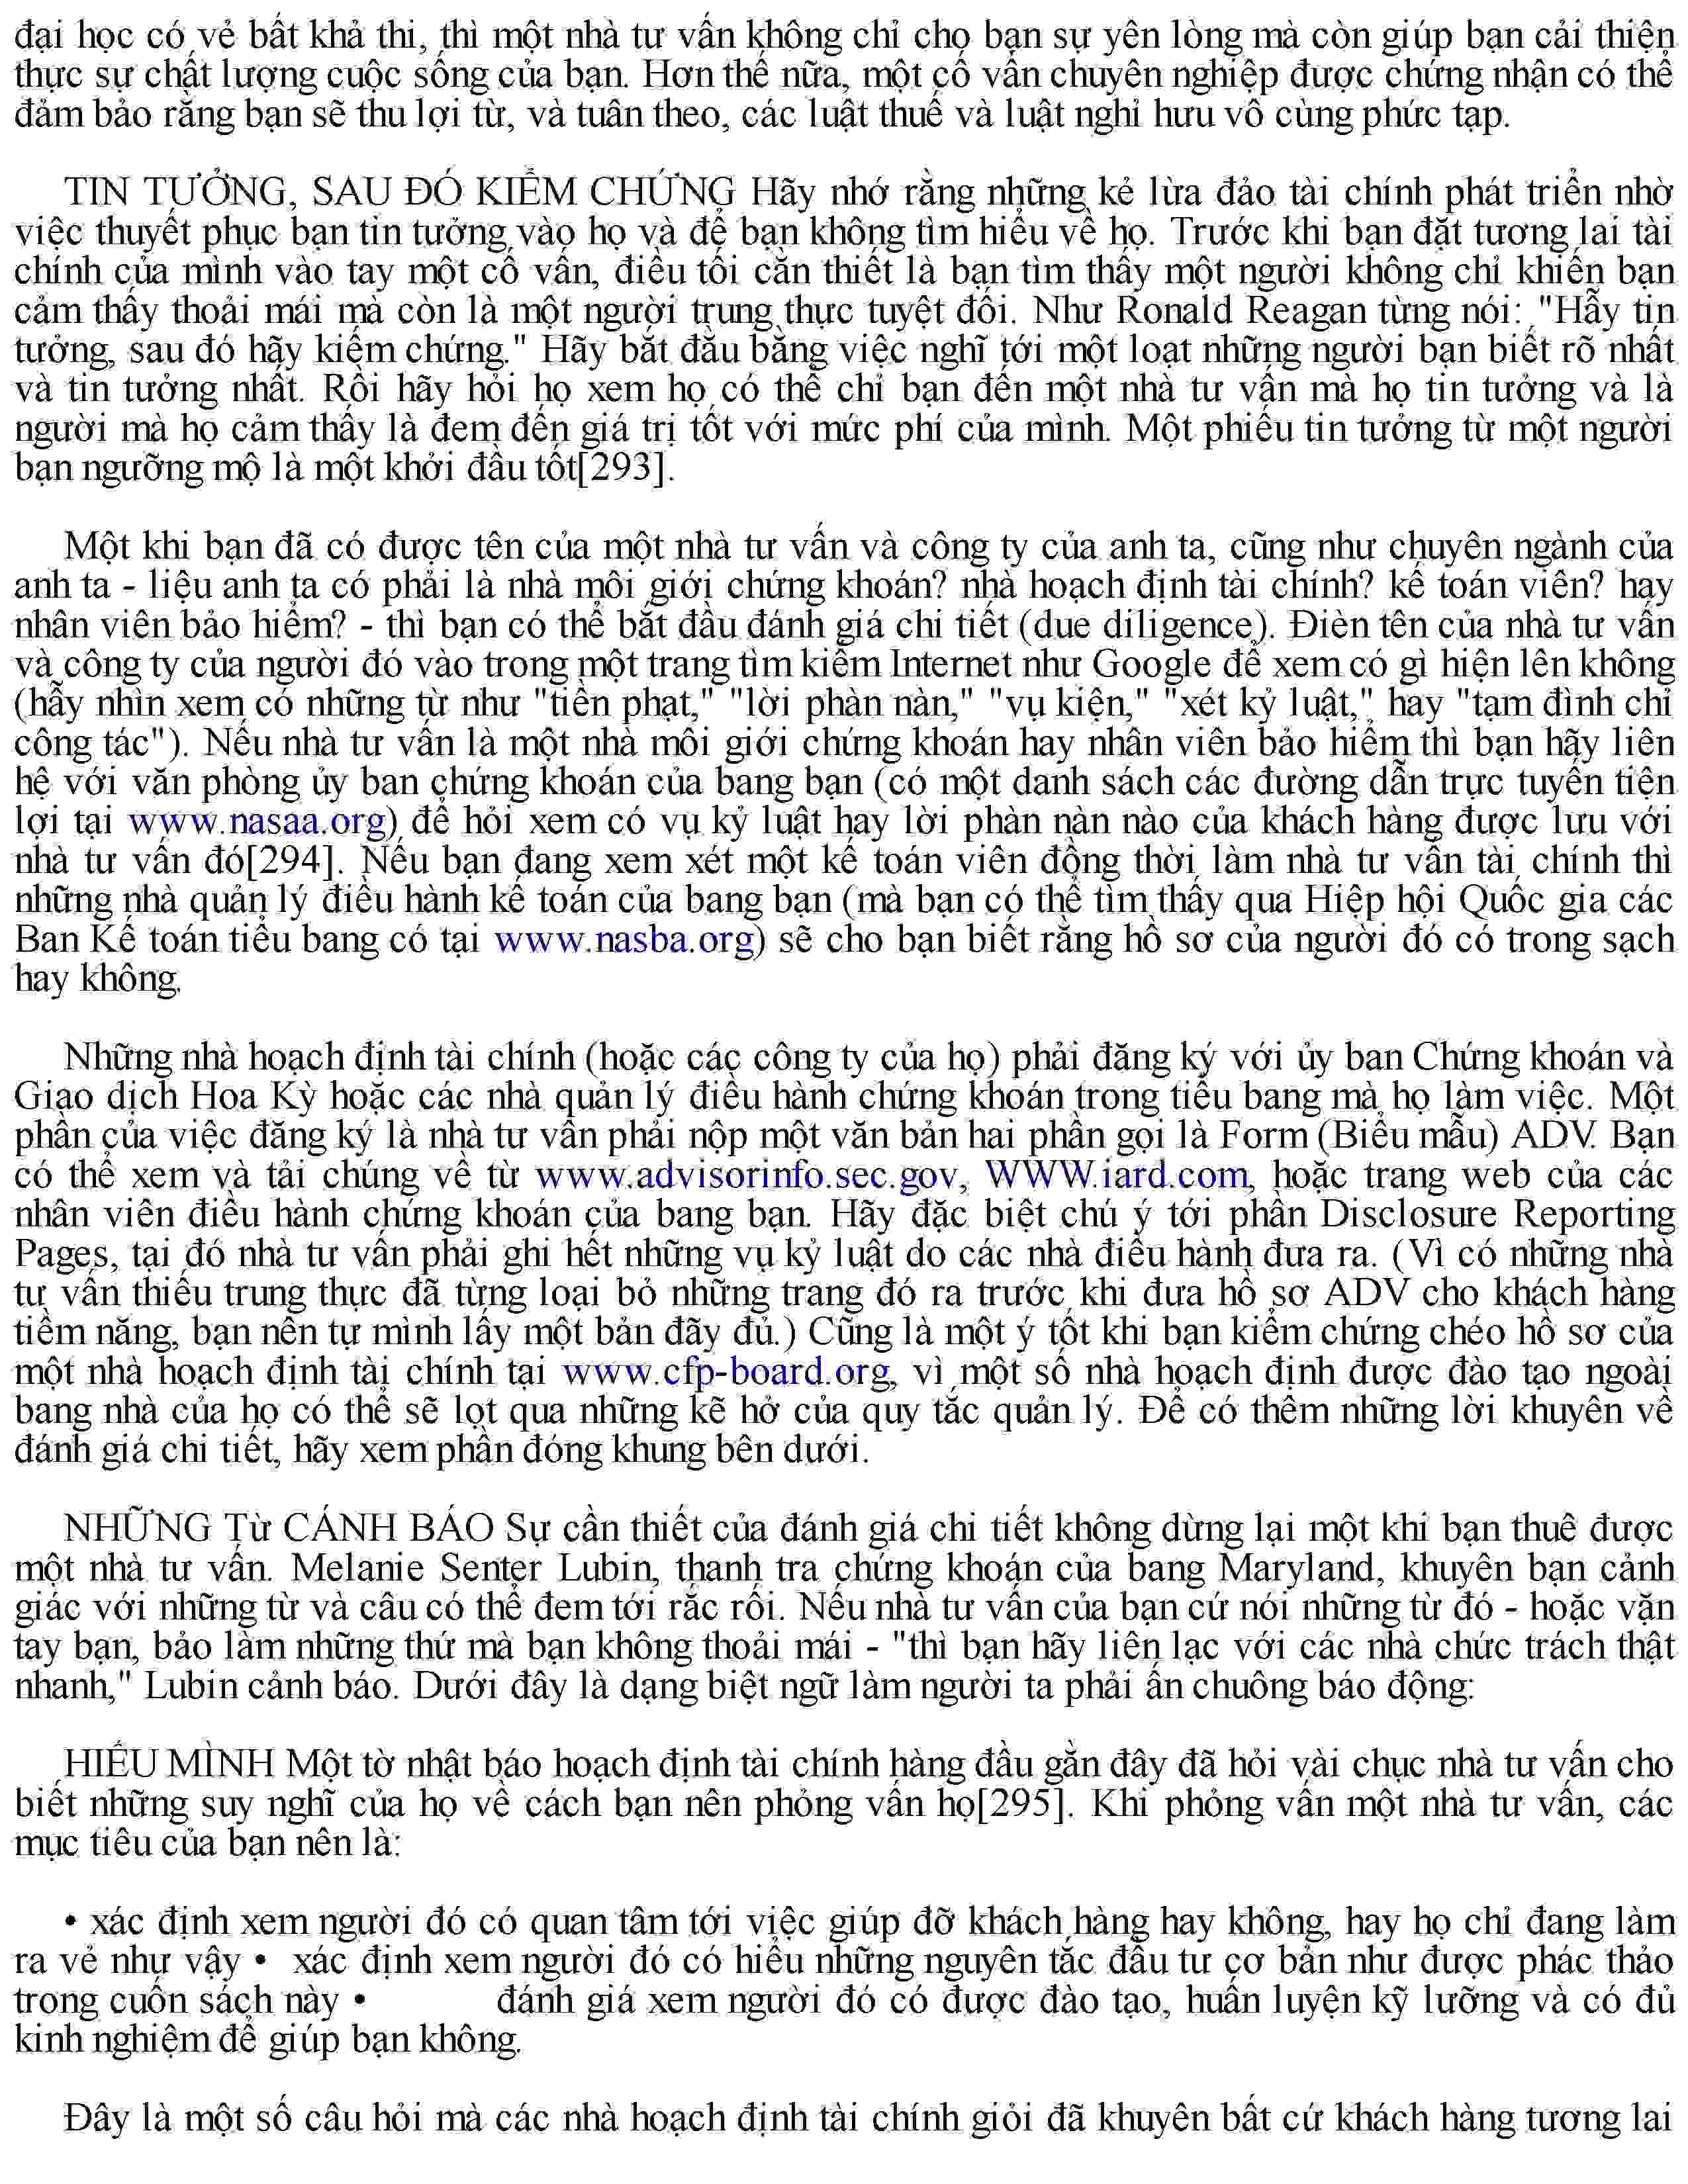 đại học có vẻ bất khả thi, thì một nhà tư vấn không chỉ cho bạn sự yên lòng mà còn giúp bạn cải thiện
thực sự chất lượng cuộc sống của bạn. Hơn thế nữa, một cố vấn chuyên nghiệp được chứng nhận có thể
đảm bảo rằng bạn sẽ thu lợi từ, và tuân theo, các luật thuế và luật nghỉ hưu vô cùng phức tạp.
TIN TƯỞNG, SAU ĐÓ KIỂM CHỨNG Hãy nhớ rằng những kẻ lừa đảo tài chính phát triển nhờ
việc thuyết phục bạn tin tưởng vào họ và để bạn không tìm hiểu về họ. Trước khi bạn đặt tương lai tài
chính của mình vào tay một cố vấn, điều tối cần thiết là bạn tìm thấy một người không chỉ khiến bạn
cảm thấy thoải mái mà còn là một người trung thực tuyệt đối. Như Ronald Reagan từng nói: "Hãy tin
tưởng, sau đó hãy kiểm chứng." Hãy bắt đầu bằng việc nghĩ tới một loạt những người bạn biết rõ nhất
và tin tưởng nhất. Rồi hãy hỏi họ xem họ có thể chỉ bạn đến một nhà tư vấn mà họ tin tưởng và là
người mà họ cảm thấy là đem đến giá trị tốt với mức phí của mình. Một phiếu tin tưởng từ một người
bạn ngưỡng mộ là một khởi đầu tốt[293].
Một khi bạn đã có được tên của một nhà tư vấn và công ty của anh ta, cũng như chuyên ngành của
anh ta - liệu anh ta có phải là nhà môi giới chứng khoán? nhà hoạch định tài chính? kế toán viên? hay
nhân viên bảo hiểm? - thì bạn có thể bắt đầu đánh giá chi tiết (due diligence). Đièn tên của nhà tư vấn
và công ty của người đó vào trong một trang tìm kiếm Internet như Google để xem có gì hiện lên không
(hãy nhìn xem có những từ như "tiền phạt," "lời phàn nàn," "vụ kiện," "xét kỷ luật," hay "tạm đình chỉ
công tác"). Nếu nhà tư vấn là một nhà môi giới chứng khoán hay nhân viên bảo hiểm thì bạn hãy liên
hệ với văn phòng ủy ban chứng khoán của bang bạn (có một danh sách các đường dẫn trực tuyến tiện
lợi tại www.nasaa.org) để hỏi xem có vụ kỷ luật hay lời phàn nàn nào của khách hàng được lưu với
nhà tư vấn đó[294]. Nếu bạn đang xem xét một kế toán viên đồng thời làm nhà tư vấn tài chính thì
những nhà quản lý điều hành kế toán của bang bạn (mà bạn có thể tìm thấy qua Hiệp hội Quốc gia các
Ban Kế toán tiểu bang có tại www.nasba.org) sẽ cho bạn biết rằng hồ sơ của người đó có trong sạch
hay không.
Những nhà hoạch định tài chính (hoặc các công ty của họ) phải đăng ký với ủy ban Chứng khoán và
Giao dịch Hoa Kỳ hoặc các nhà quản lý điều hành chứng khoán trong tiểu bang mà họ làm việc. Một
phần của việc đăng ký là nhà tư vấn phải nộp một văn bản hai phần gọi là Form (Biểu mẫu) ADV. Bạn
có thể xem và tải chúng về từ www.advisorinfo.sec.gov, WWW.iard.com, hoặc trang web của các
nhân viên điều hành chứng khoán của bang bạn. Hãy đặc biệt chú ý tới phần Disclosure Reporting
Pages, tại đó nhà tư vấn phải ghi hết những vụ kỷ luật do các nhà điều hành đưa ra. (Vì có những nhà
tư vấn thiếu trung thực đã từng loại bỏ những trang đó ra trước khi đưa hồ sơ ADV cho khách hàng
tiềm năng, bạn nên tự mình lấy một bản đãy đủ.) Cũng là một ý tốt khi bạn kiểm chứng chéo hồ sơ của
một nhà hoạch định tài chính tại www.cfp-board.org, vì một số nhà hoạch định được đào tạo ngoài
bang nhà của họ có thể sẽ lọt qua những kẽ hở của quy tắc quản lý. Để có thêm những lời khuyên về
đánh giá chi tiết, hãy xem phần đóng khung bên dưới.
NHỮNG Từ CẢNH BÁO Sự cần thiết của đánh giá chi tiết không dừng lại một khi bạn thuê được
một nhà tư vấn. Melanie Senter Lubin, thanh tra chứng khoán của bang Maryland, khuyên bạn cảnh
giác với những từ và câu có thể đem tới rắc rối. Nếu nhà tư vấn của bạn cứ nói những từ đó - hoặc vặn
tay bạn, bảo làm những thứ mà bạn không thoải mái - "thì bạn hãy liên lạc với các nhà chức trách thật
nhanh," Lubin cảnh báo. Dưới đây là dạng biệt ngữ làm người ta phải ấn chuông báo động:
HIỂU MÌNH Một tờ nhật báo hoạch định tài chính hàng đầu gần đây đã hỏi vài chục nhà tư vấn cho
biết những suy nghĩ của họ về cách bạn nên phỏng vấn họ[295]. Khi phỏng vấn một nhà tư vấn, các
mục tiêu của bạn nên là:
• xác định xem người đó có quan tâm tới việc giúp đỡ khách hàng hay không, hay họ chỉ đang làm
ra vẻ như vậy • xác định xem người đó có hiểu những nguyên tắc đầu tư cơ bản như được phác thảo
trong cuốn sách này • đánh giá xem người đó có được đào tạo, huấn luyện kỹ lưỡng và có đủ
kinh nghiệm để giúp bạn không.
Đây là một số câu hỏi mà các nhà hoạch định tài chính giỏi đã khuyên bất cứ khách hàng tương lai